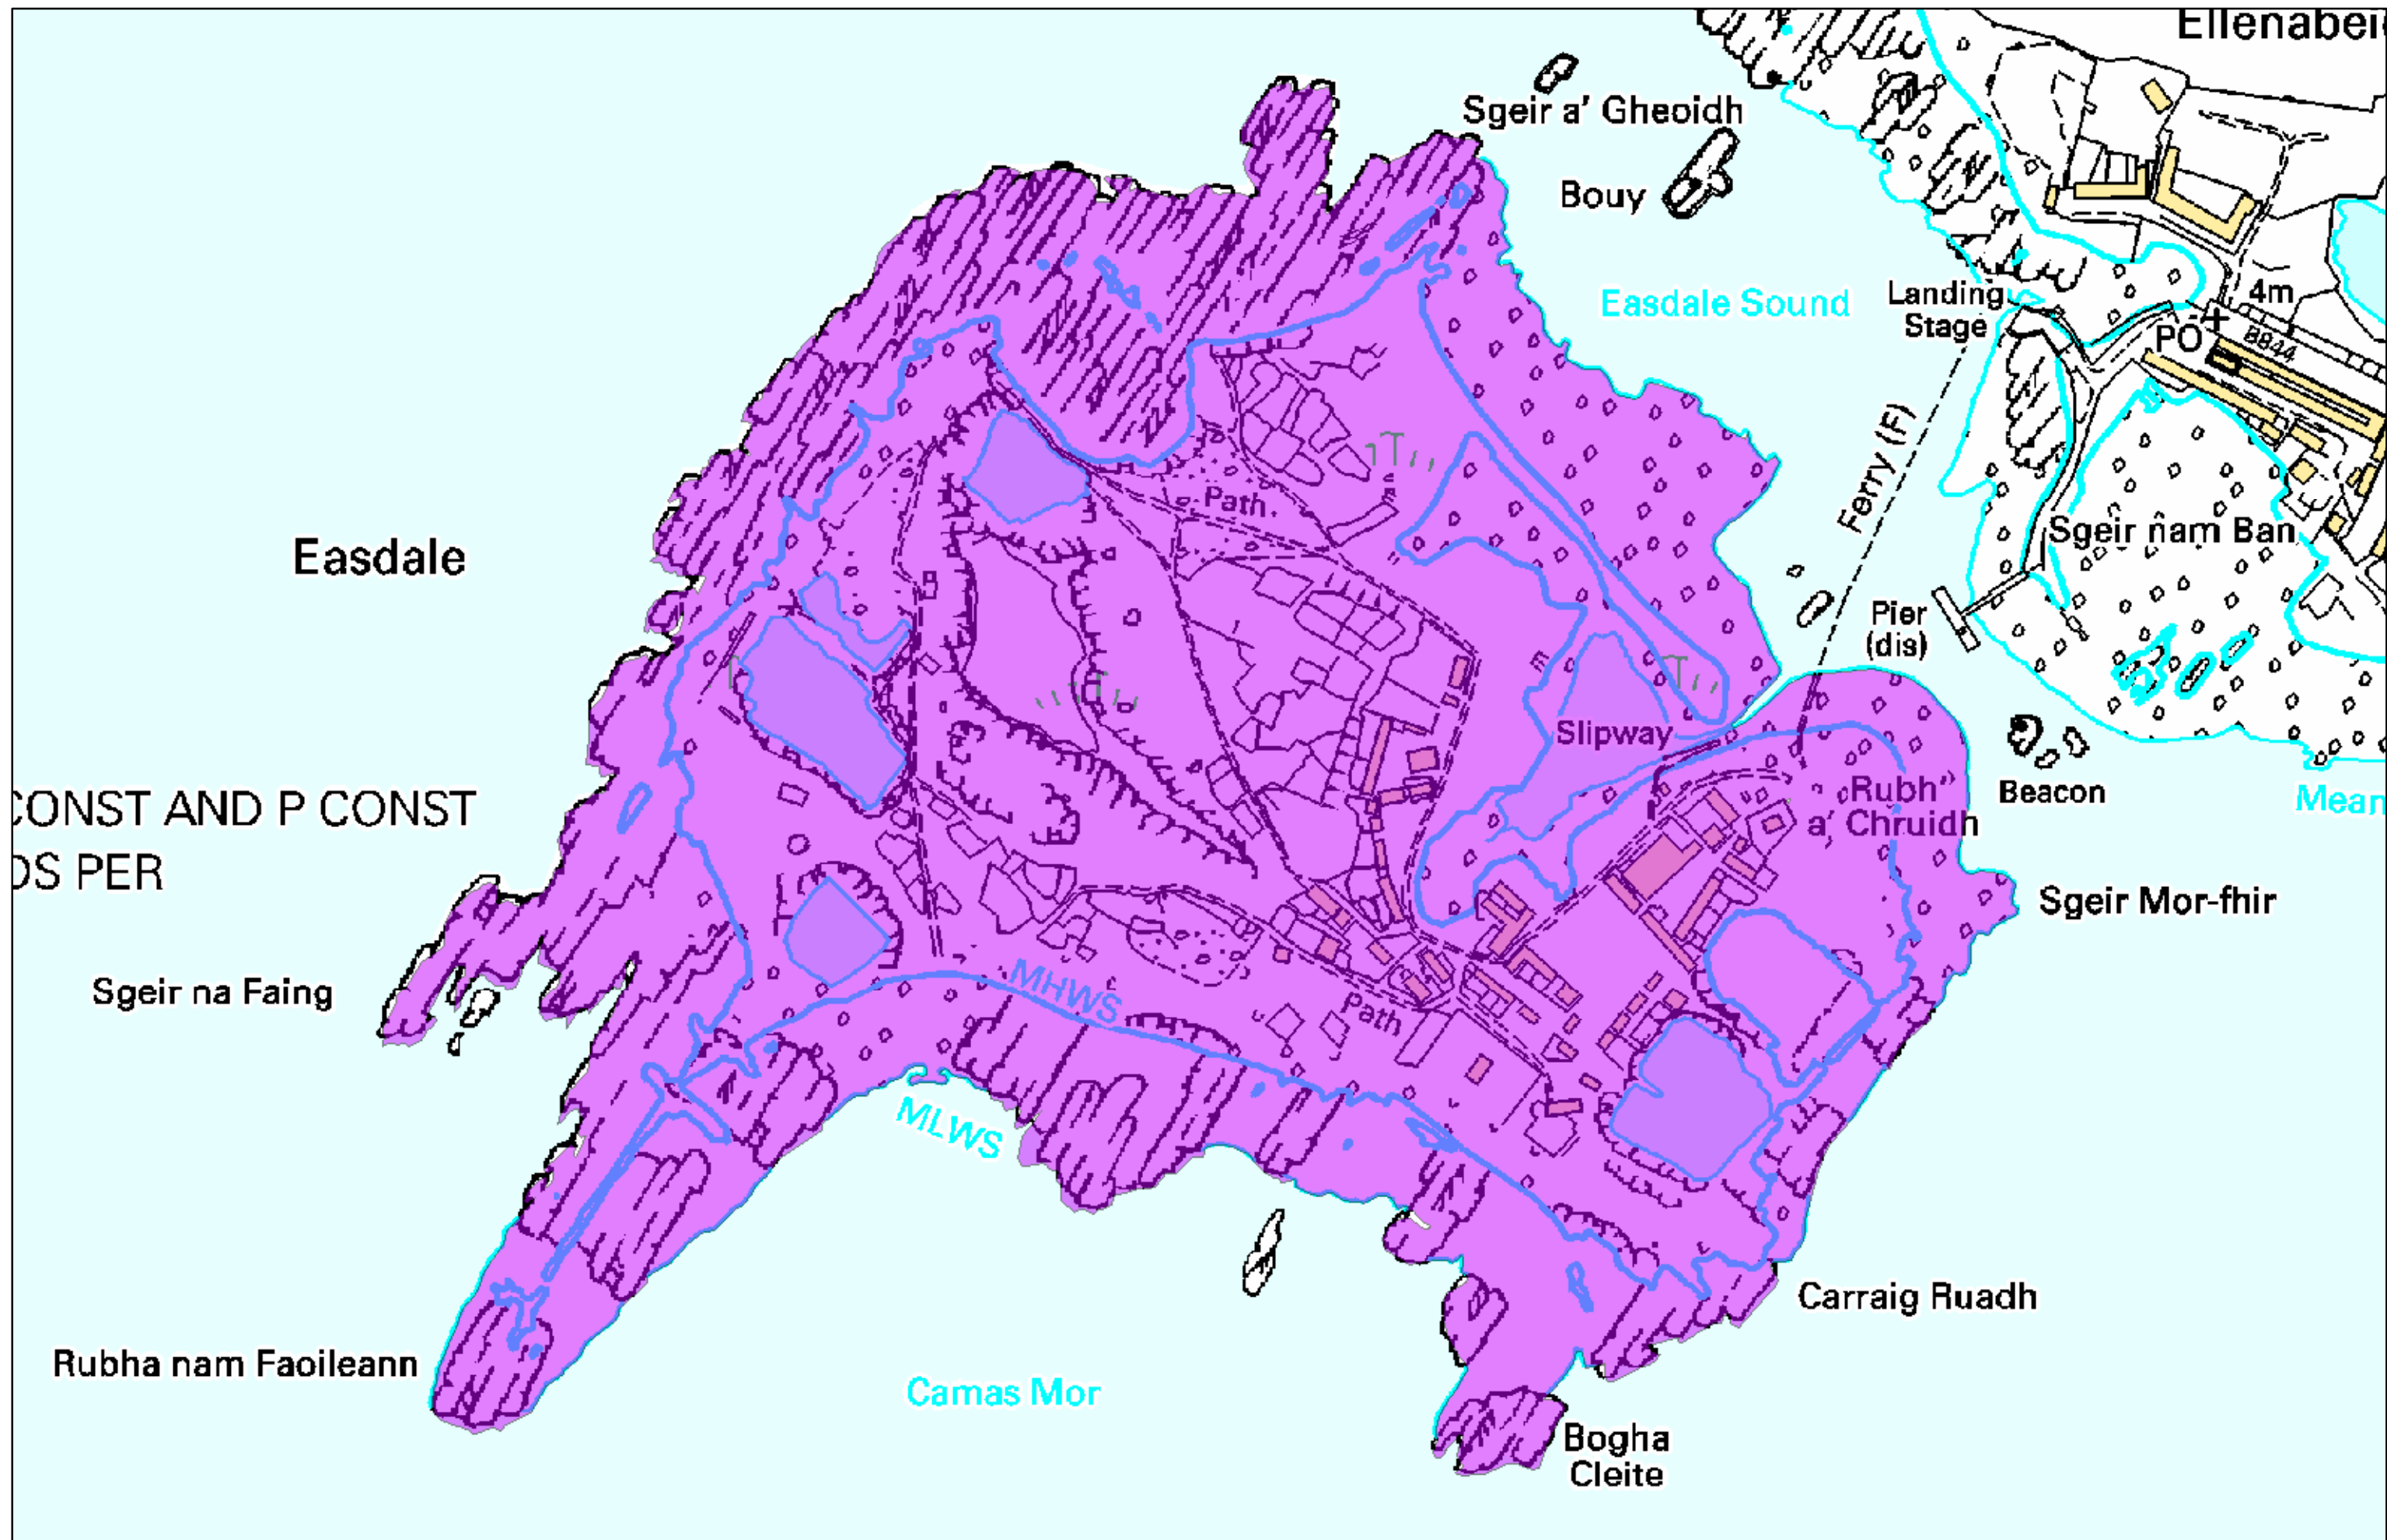 Ellenabei
Sgeir a' Gheoidh
Bouy
Easdale Sound
Landing
Stage
4m
PO
B844
Ferry (F)
Path
Easdale
Sgeir nam Ban
Pier
(dis)
Slipway
CONST AND P CONST
DS PER
Rubh'
a' Chruidh
Beacon
Mean
Sgeir Mor-fhir
Sgeir na Faing
MHWS
Path
MLWS
Carraig Ruadh
Rubha nam Faoileann
Camas Mor
Bogha
Cleite